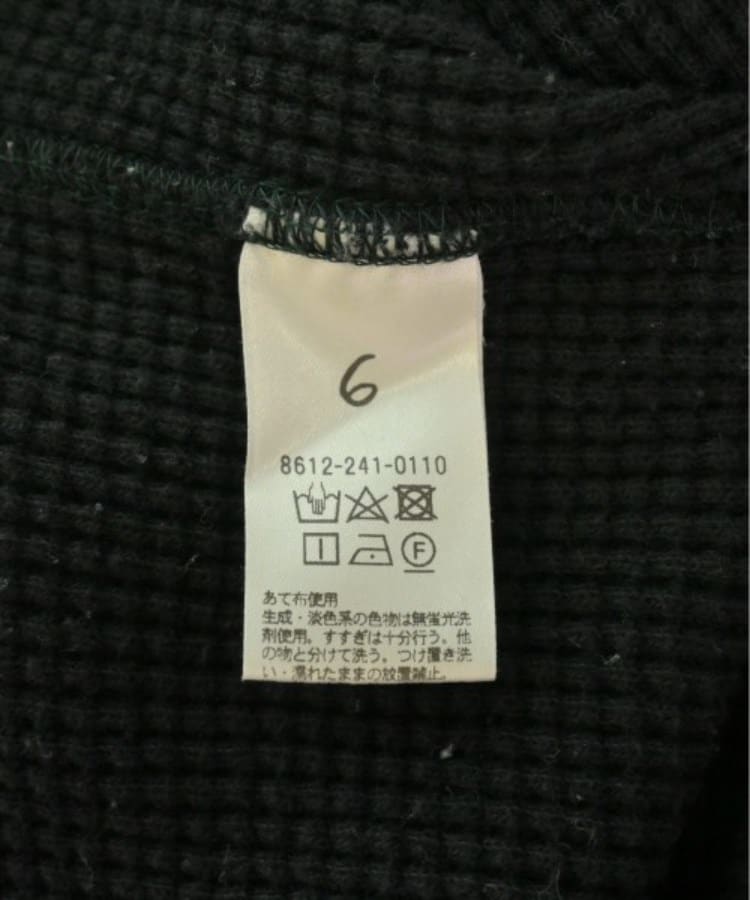 6
8612-241-0110
F
あて布使用
生成・淡色系の色物は無蛍光洗
剤使用。すすぎは十分行う。他
の物と分けて洗う。つけ置き洗
い・濡れたままの放置禁止。